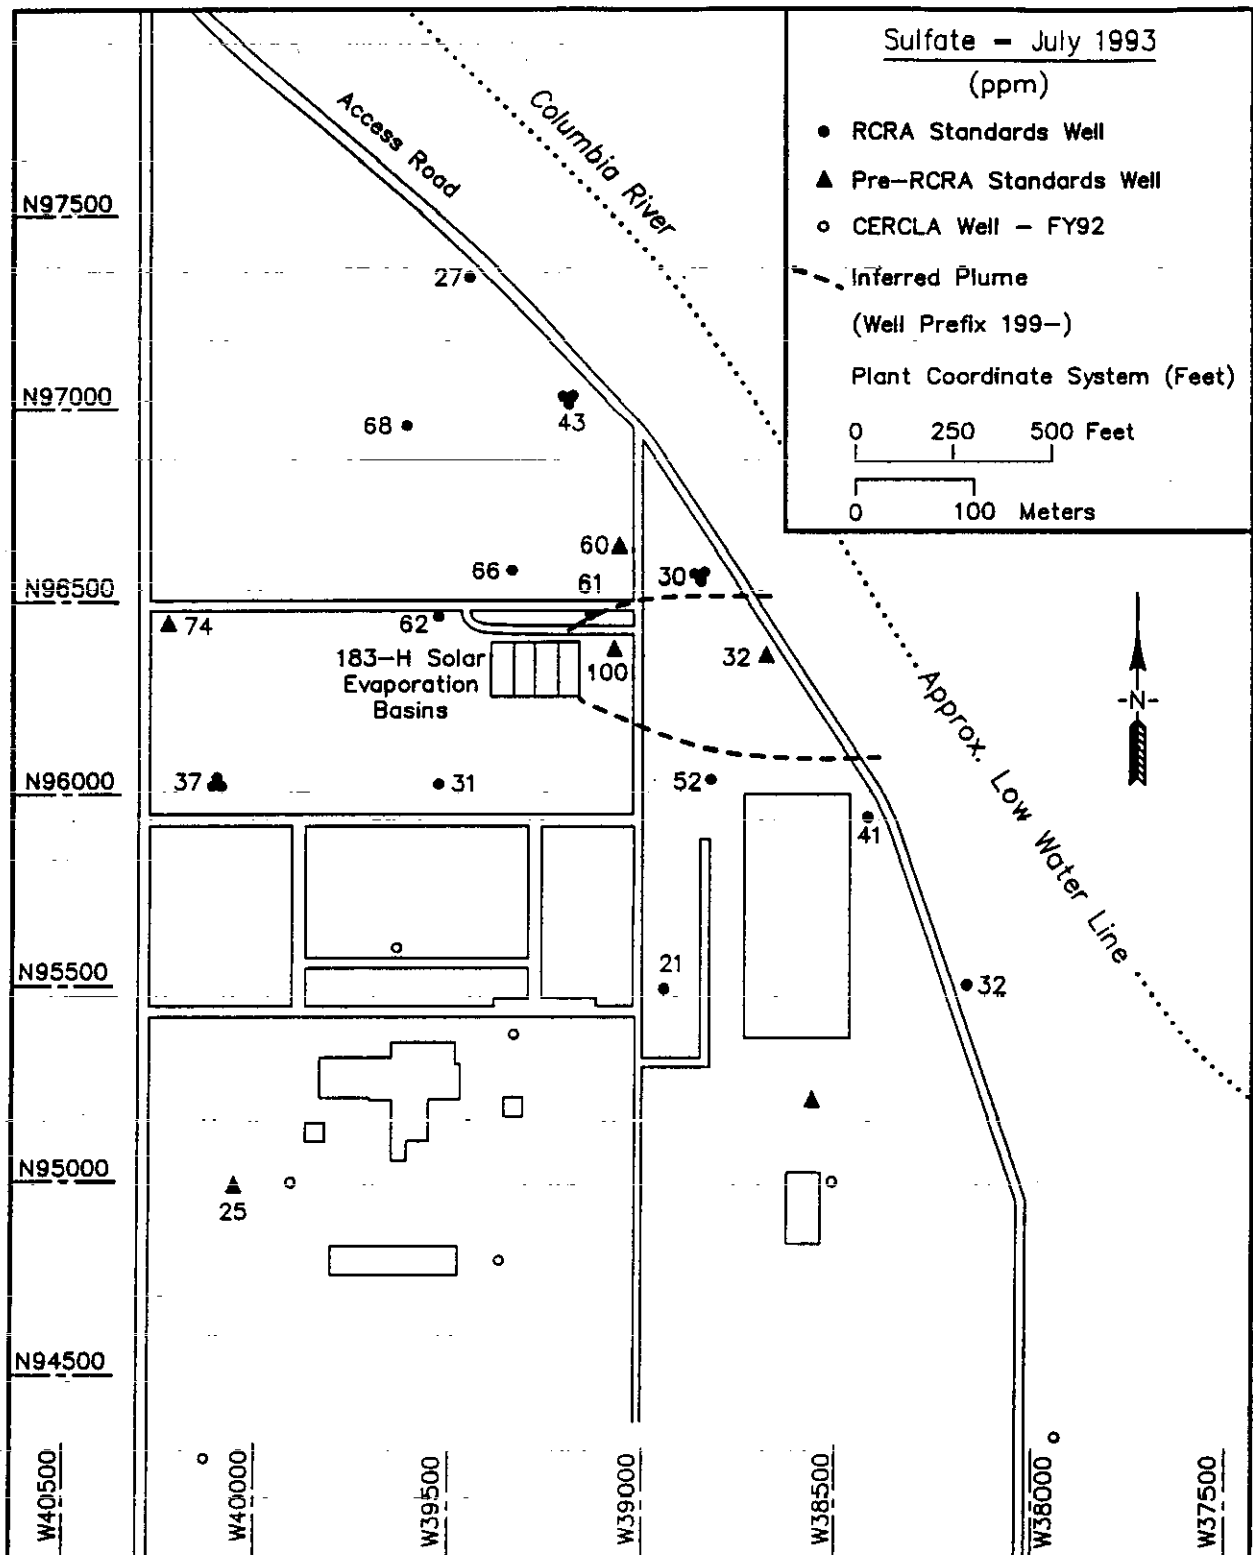 Sulfate – July 1993
(ppm)
RCRA Standards Well
Pre–RCRA Standards Well
CERCLA Well – FY92
Inferred Plume
(Well Prefix 199–)
Plant Coordinate System (Feet)
0 250 500 Feet
0 100 Meters
Access Road
Columbia River
N97500
27
N97000
68
43
60
66
61
30
N96500
74
62
183–H Solar
Evaporation
Basins
100
32
-N-
Approx. Low Water Line
N96000
37
31
52
41
21
N95500
32
N95000
25
N94500
W40500
W40000
W39500
W39000
W38500
W38000
W37500